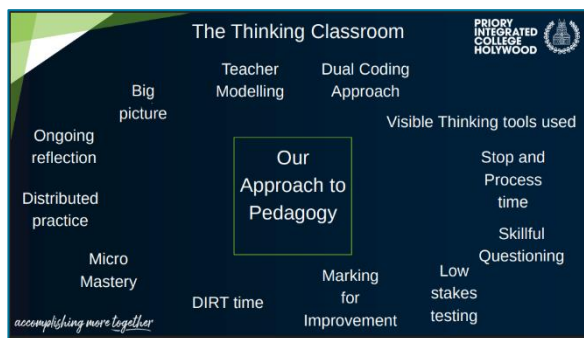 The Thinking Classroom
PRIORY
INTEGRATED
COLLEGE
HOLYWOOD
Teacher
Modelling
Dual Coding
Approach
Big
picture
Visible Thinking tools used
Ongoing
reflection
Our
Approach to
Pedagogy
Stop and
Process
time
Distributed
practice
Skillful
Questioning
Micro
Mastery
DIRT time
Marking
for
Improvement
Low
stakes
testing
accomplishing more together